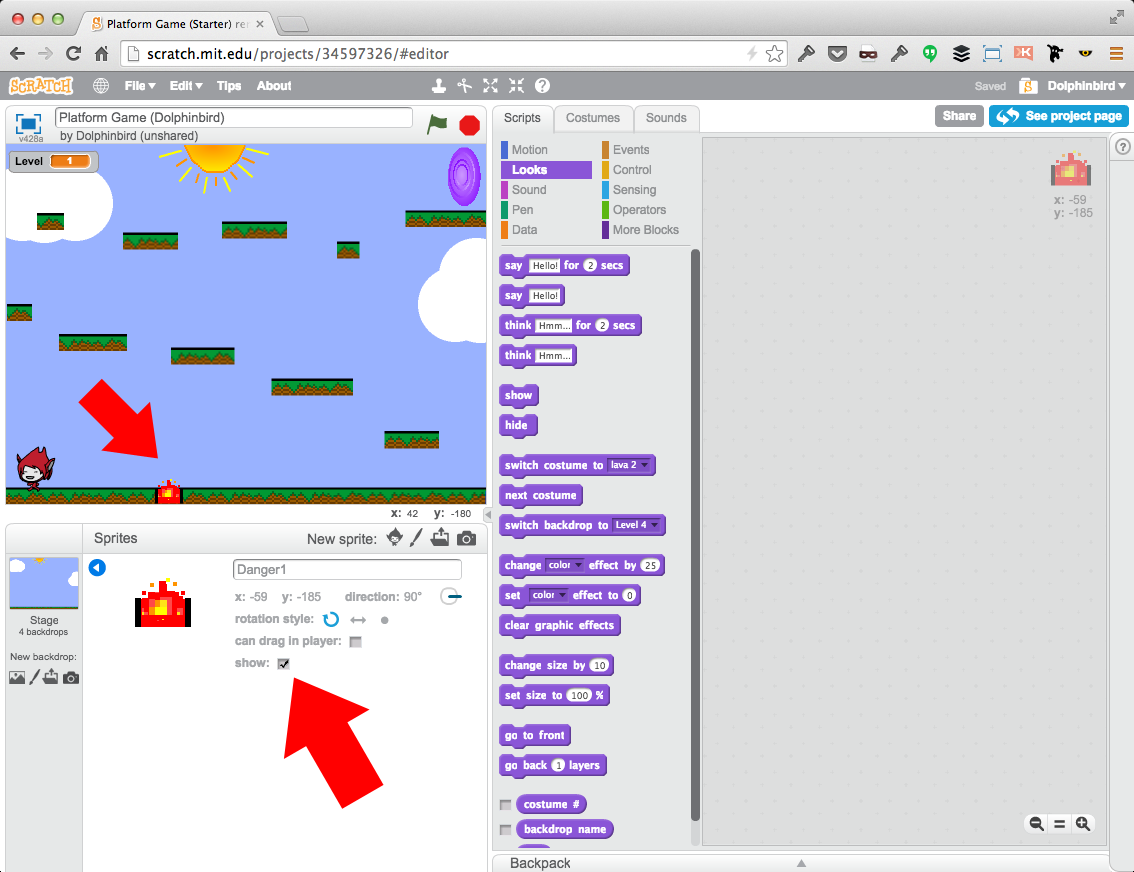 Platform Game (Starter) re
scratch.mit.edu/projects/34597326/#editor
SCRATCH
File Edit Tips About
Saved
Dolphinbird
v428a
Platform Game (Dolphinbird)
by Dolphinbird (unshared)
Level 1
x: 42 y: -180
Sprites
New sprite:
Stage
4 backdrops
New backdrop:
Danger1
x: -59 y: -185 direction: 90°
rotation style:
can drag in player:
show:
Scripts Costumes Sounds
Share
See project page
Motion Events
Looks Control
Sound Sensing
Pen Operators
Data More Blocks
say Hello! for 2 secs
say Hello!
think Hmm... for 2 secs
think Hmm...
show
hide
switch costume to lava 2
next costume
switch backdrop to Level 4
change color effect by 25
set color effect to 0
clear graphic effects
change size by 10
set size to 100 %
go to front
go back 1 layers
costume #
backdrop name
x: -59
y: -185
?
Backpack